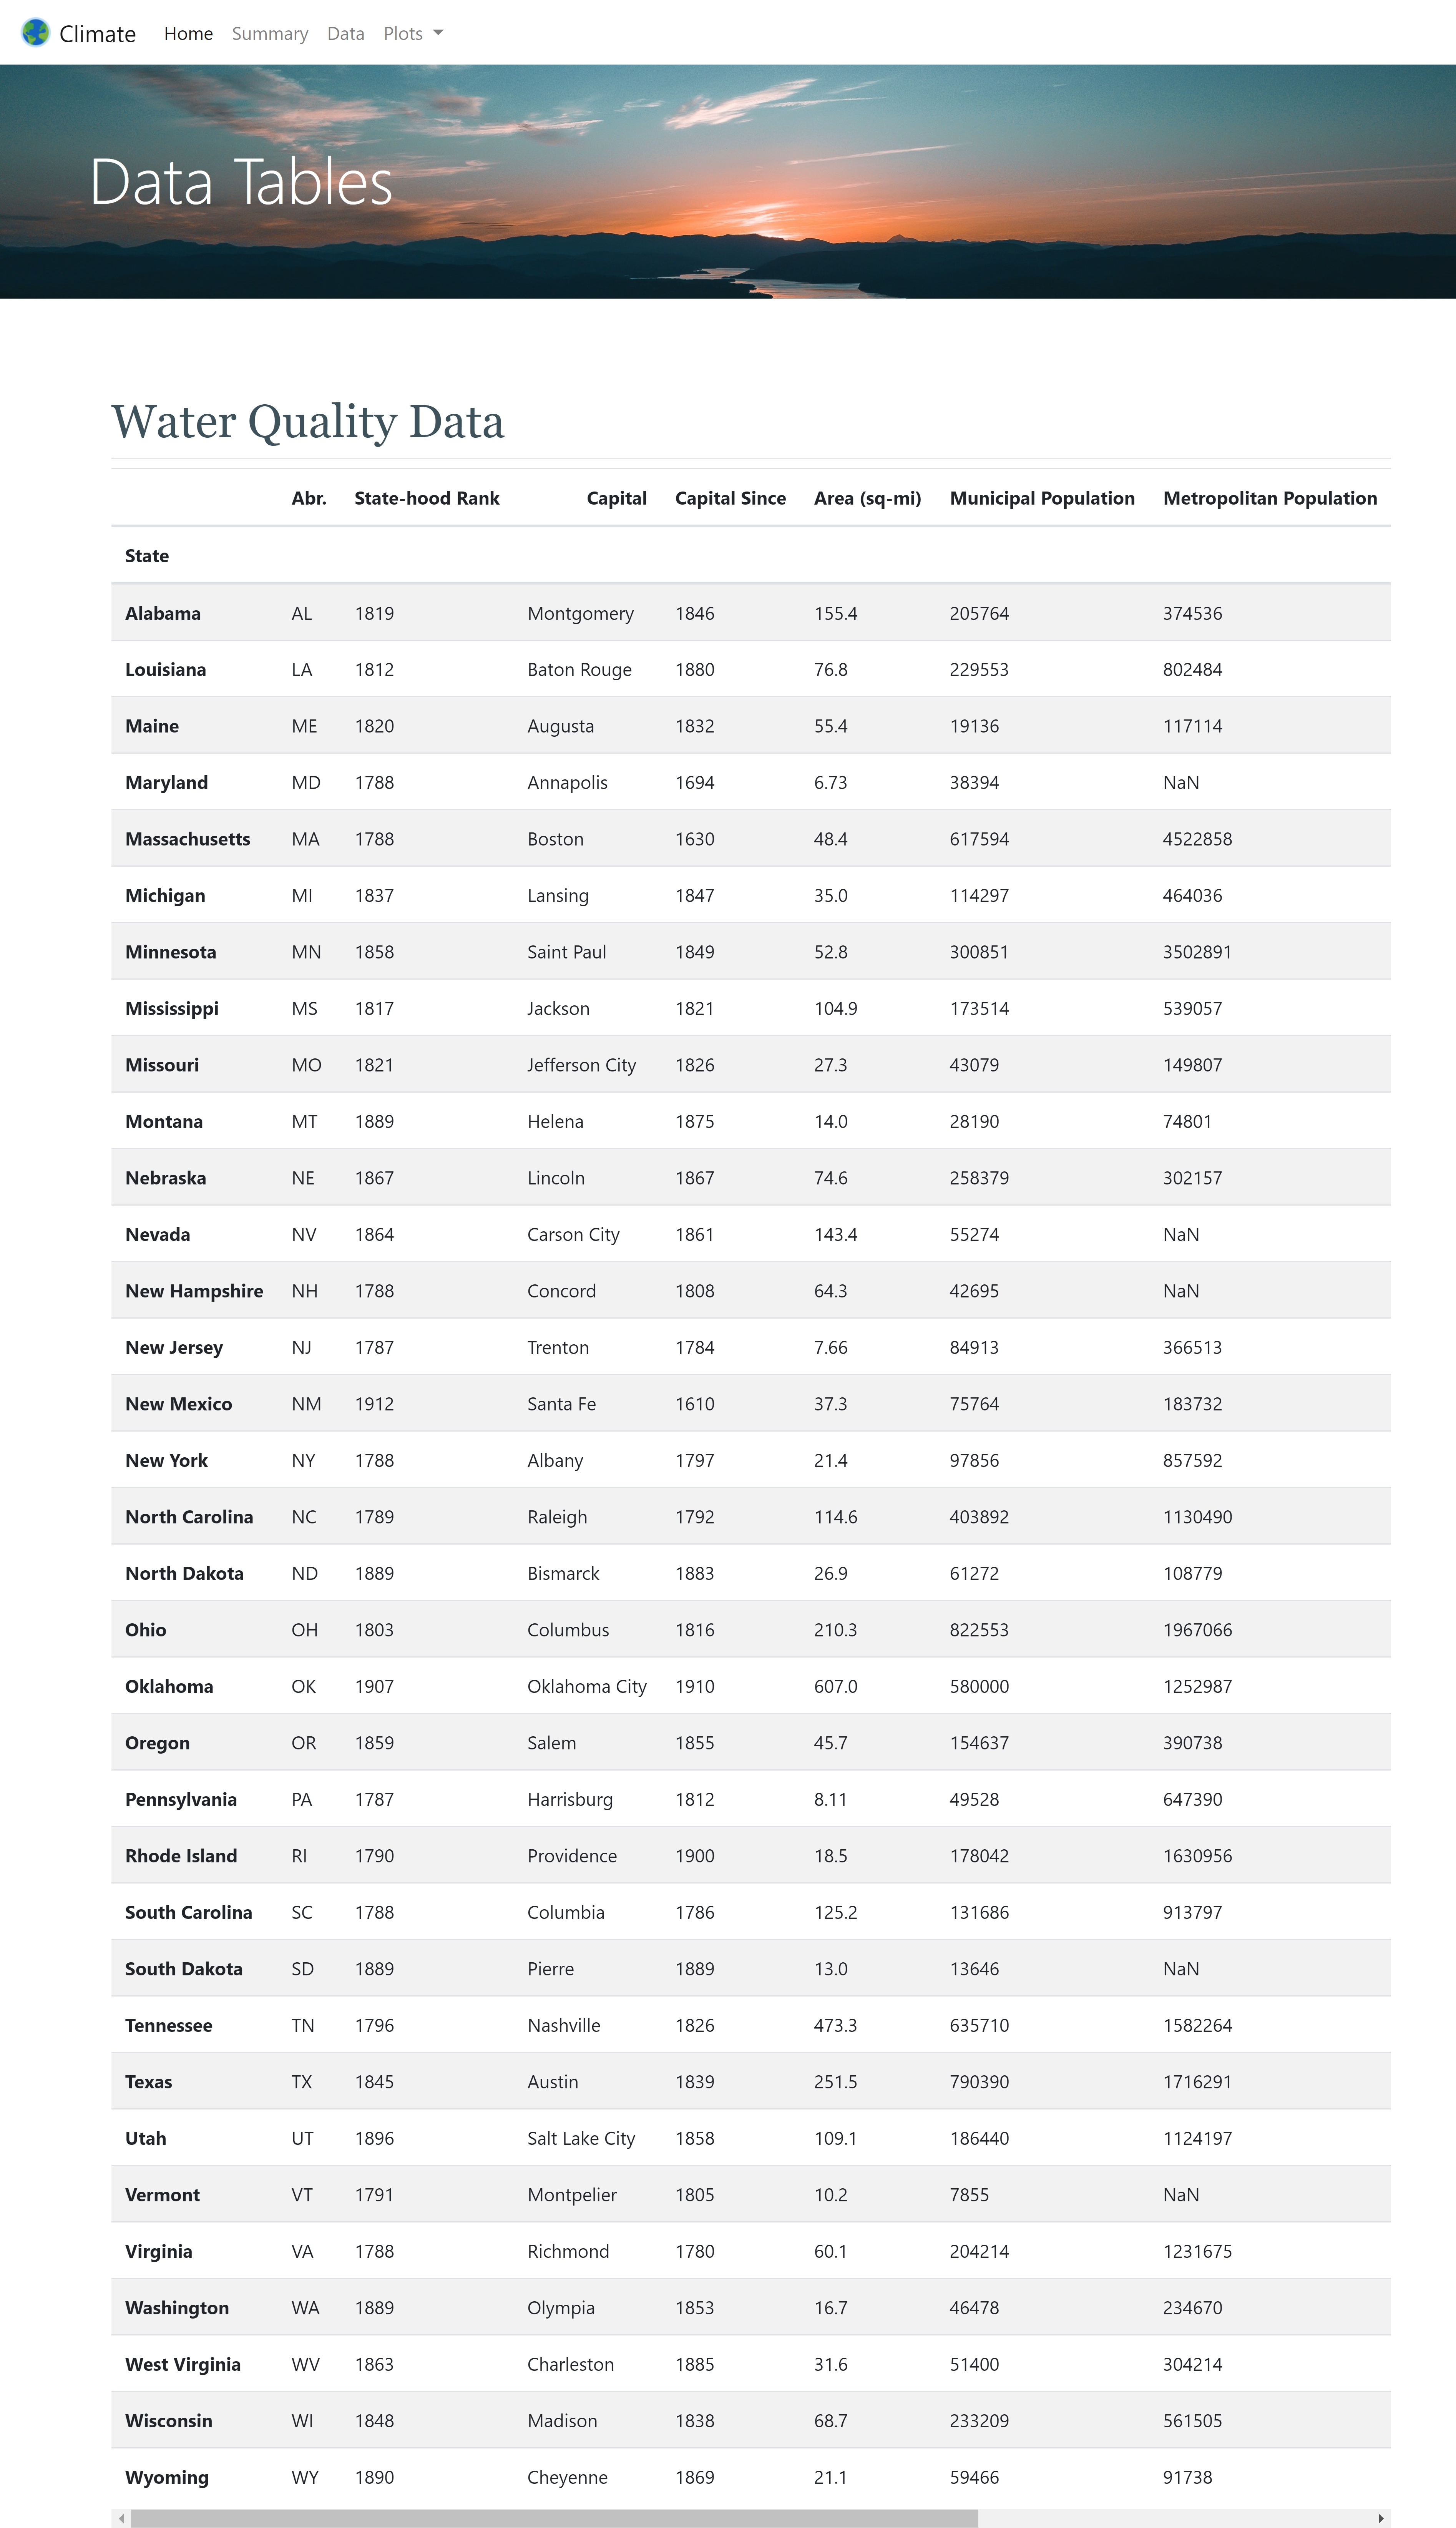 Climate Home Summary Data Plots
Data Tables
Water Quality Data
Abr. State-hood Rank Capital Capital Since Area (sq-mi) Municipal Population Metropolitan Population
State
Alabama AL 1819 Montgomery 1846 155.4 205764 374536
Louisiana LA 1812 Baton Rouge 1880 76.8 229553 802484
Maine ME 1820 Augusta 1832 55.4 19136 117114
Maryland MD 1788 Annapolis 1694 6.73 38394 NaN
Massachusetts MA 1788 Boston 1630 48.4 617594 4522858
Michigan MI 1837 Lansing 1847 35.0 114297 464036
Minnesota MN 1858 Saint Paul 1849 52.8 300851 3502891
Mississippi MS 1817 Jackson 1821 104.9 173514 539057
Missouri MO 1821 Jefferson City 1826 27.3 43079 149807
Montana MT 1889 Helena 1875 14.0 28190 74801
Nebraska NE 1867 Lincoln 1867 74.6 258379 302157
Nevada NV 1864 Carson City 1861 143.4 55274 NaN
New Hampshire NH 1788 Concord 1808 64.3 42695 NaN
New Jersey NJ 1787 Trenton 1784 7.66 84913 366513
New Mexico NM 1912 Santa Fe 1610 37.3 75764 183732
New York NY 1788 Albany 1797 21.4 97856 857592
North Carolina NC 1789 Raleigh 1792 114.6 403892 1130490
North Dakota ND 1889 Bismarck 1883 26.9 61272 108779
Ohio OH 1803 Columbus 1816 210.3 822553 1967066
Oklahoma OK 1907 Oklahoma City 1910 607.0 580000 1252987
Oregon OR 1859 Salem 1855 45.7 154637 390738
Pennsylvania PA 1787 Harrisburg 1812 8.11 49528 647390
Rhode Island RI 1790 Providence 1900 18.5 178042 1630956
South Carolina SC 1788 Columbia 1786 125.2 131686 913797
South Dakota SD 1889 Pierre 1889 13.0 13646 NaN
Tennessee TN 1796 Nashville 1826 473.3 635710 1582264
Texas TX 1845 Austin 1839 251.5 790390 1716291
Utah UT 1896 Salt Lake City 1858 109.1 186440 1124197
Vermont VT 1791 Montpelier 1805 10.2 7855 NaN
Virginia VA 1788 Richmond 1780 60.1 204214 1231675
Washington WA 1889 Olympia 1853 16.7 46478 234670
West Virginia WV 1863 Charleston 1885 31.6 51400 304214
Wisconsin WI 1848 Madison 1838 68.7 233209 561505
Wyoming WY 1890 Cheyenne 1869 21.1 59466 91738